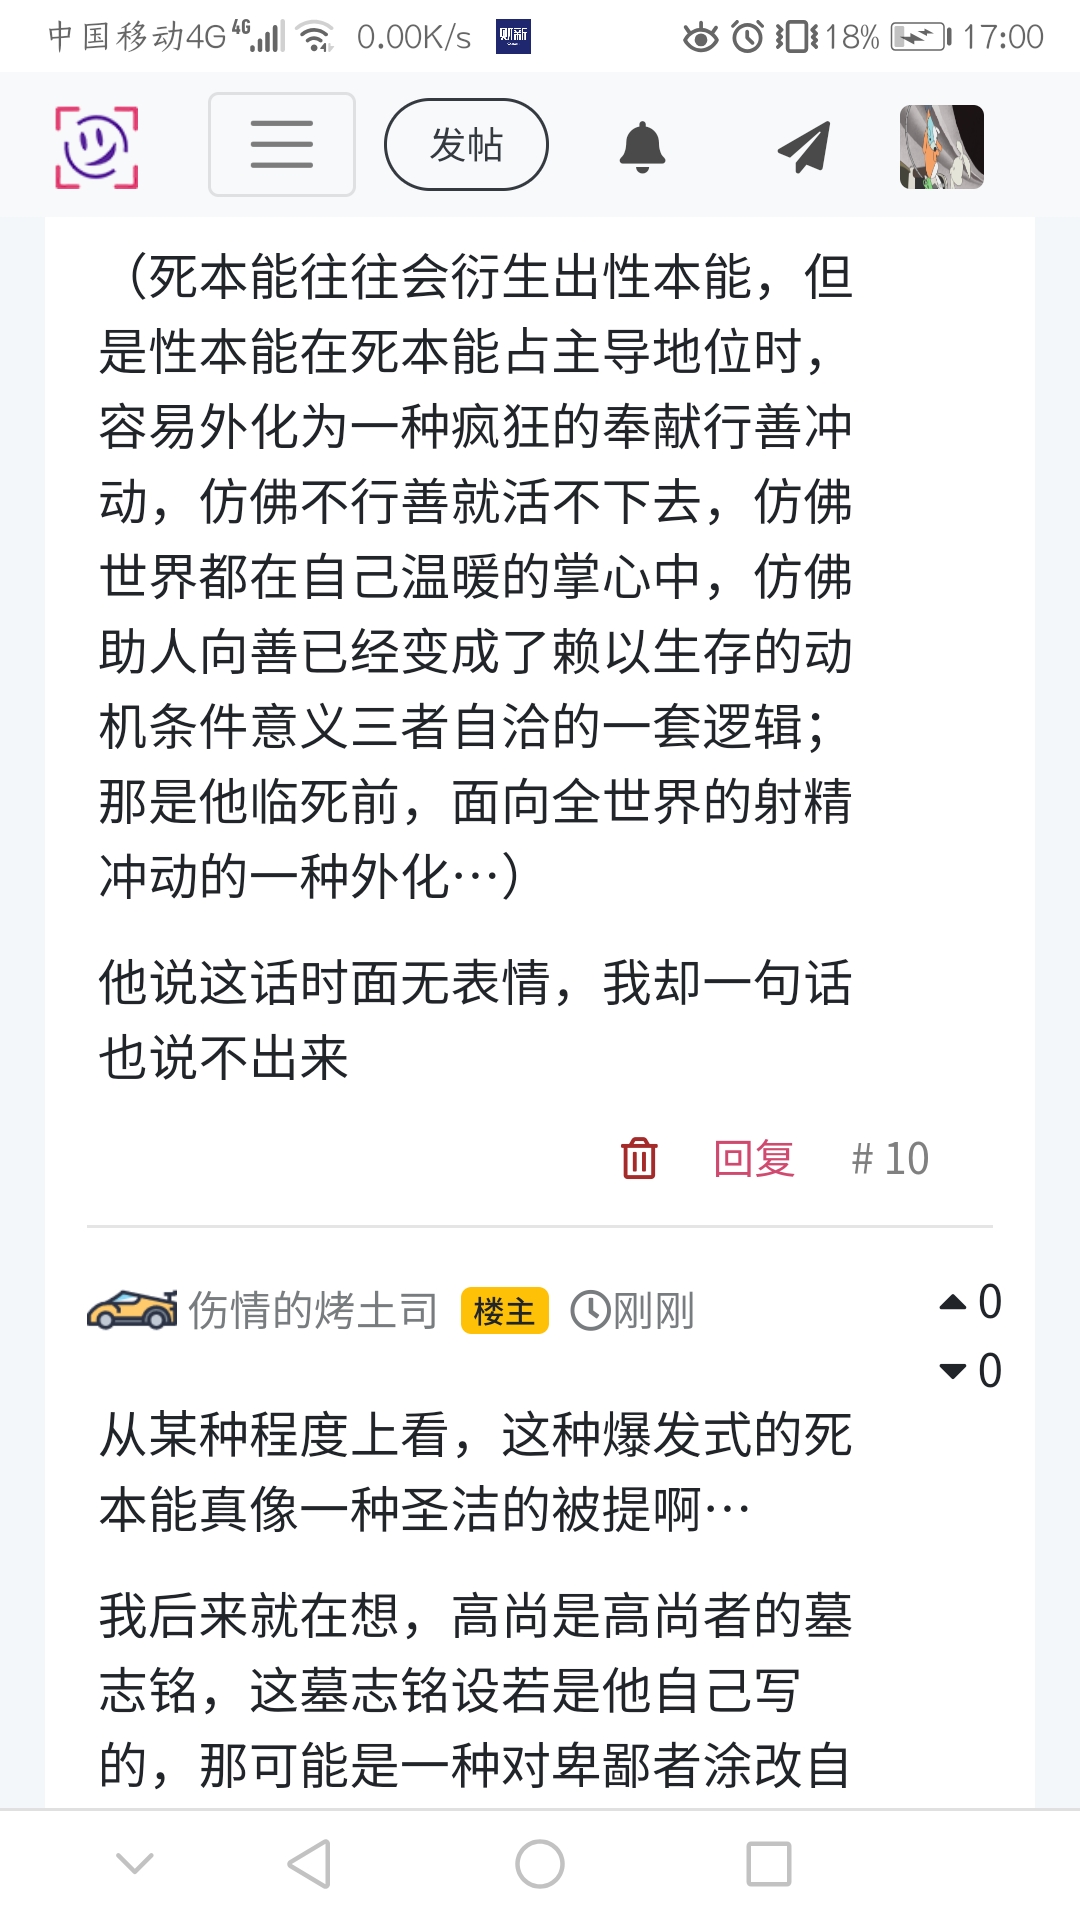 中国移动4G 4G 0.00K/s 财新 18% 17:00
发帖
（死本能往往会衍生出性本能，但
是性本能在死本能占主导地位时，
容易外化为一种疯狂的奉献行善冲
动，仿佛不行善就活不下去，仿佛
世界都在自己温暖的掌心中，仿佛
助人向善已经变成了赖以生存的动
机条件意义三者自洽的一套逻辑；
那是他临死前，面向全世界的射精
冲动的一种外化…）
他说这话时面无表情，我却一句话
也说不出来
回复 # 10
伤情的烤土司 楼主 刚刚
0
0
从某种程度上看，这种爆发式的死
本能真像一种圣洁的被提啊…
我后来就在想，高尚是高尚者的墓
志铭，这墓志铭设若是他自己写
的，那可能是一种对卑鄙者涂改自